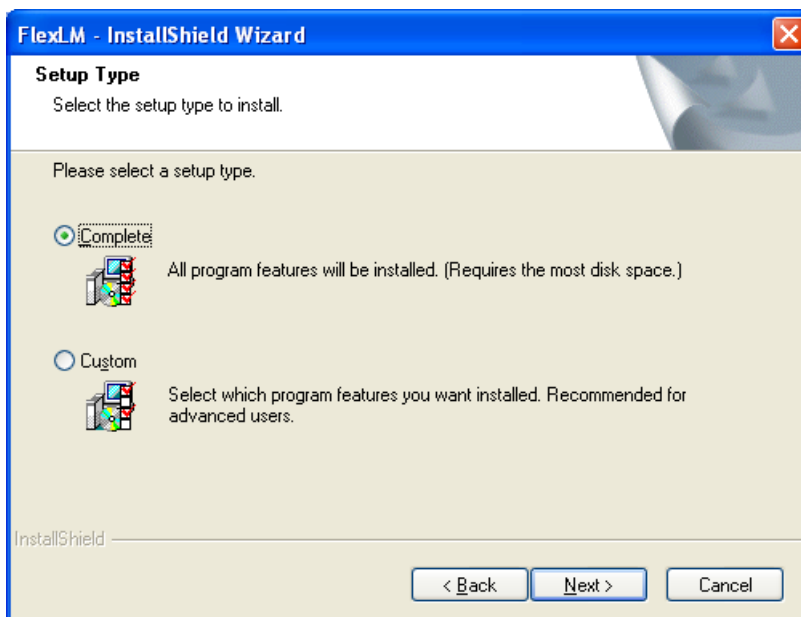 FlexLM - InstallShield Wizard
Setup Type
Select the setup type to install.
Please select a setup type.
Complete
All program features will be installed. (Requires the most disk space.)
Custom
Select which program features you want installed. Recommended for
advanced users.
InstallShield
< Back
Next >
Cancel